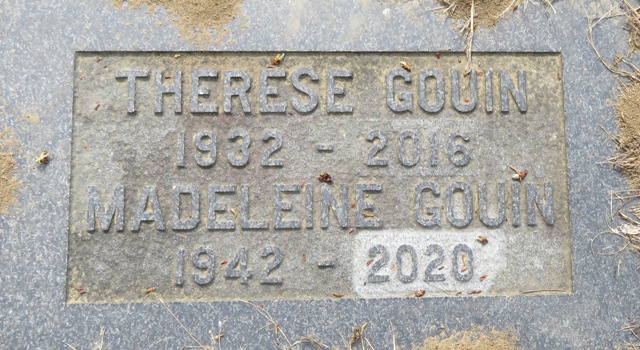 THERESE GOUIN
1932 - 2016
MADELEINE GOUIN
1942 - 2020